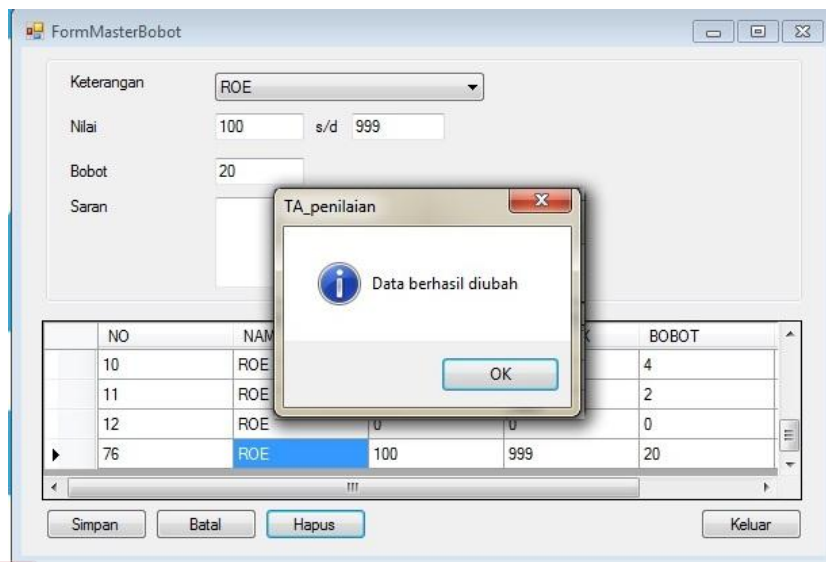 FormMasterBobot
Keterangan ROE
Nilai 100 s/d 999
Bobot 20
Saran
TA_penilaian
Data berhasil diubah
OK
NO BOBOT
10 ROE 4
11 ROE 2
12 ROE 0 0 0
76 ROE 100 999 20
Simpan Batal Hapus Keluar